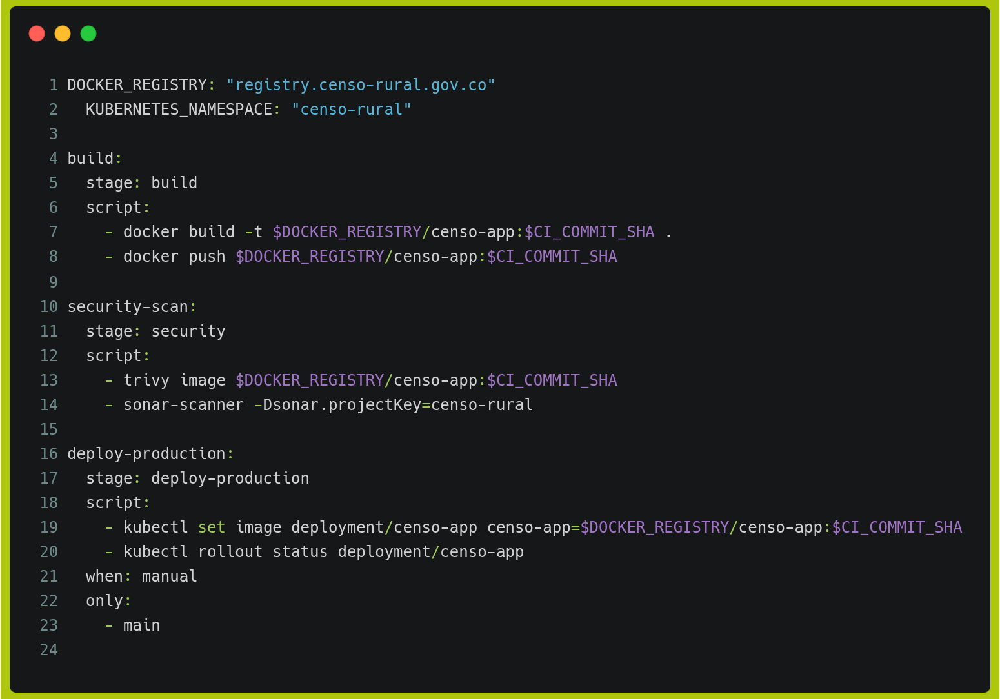 1 DOCKER_REGISTRY: "registry.censo-rural.gov.co"
2   KUBERNETES_NAMESPACE: "censo-rural"
3
4 build:
5   stage: build
6   script:
7     - docker build -t $DOCKER_REGISTRY/censo-app:$CI_COMMIT_SHA .
8     - docker push $DOCKER_REGISTRY/censo-app:$CI_COMMIT_SHA
9
10 security-scan:
11   stage: security
12   script:
13     - trivy image $DOCKER_REGISTRY/censo-app:$CI_COMMIT_SHA
14     - sonar-scanner -Dsonar.projectKey=censo-rural
15
16 deploy-production:
17   stage: deploy-production
18   script:
19     - kubectl set image deployment/censo-app censo-app=$DOCKER_REGISTRY/censo-app:$CI_COMMIT_SHA
20     - kubectl rollout status deployment/censo-app
21   when: manual
22   only:
23     - main
24